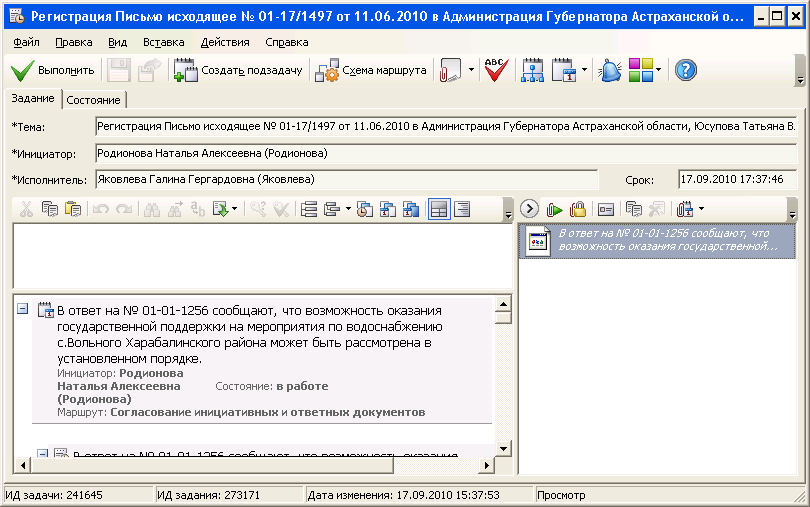 Регистрация Письмо исходящее № 01-17/1497 от 11.06.2010 в Администрация Губернатора Астраханской о...
Файл Правка Вид Вставка Действия Справка
Выполнить Создать подзадачу Схема маршрута ABC
Задание Состояние
*Тема: Регистрация Письмо исходящее № 01-17/1497 от 11.06.2010 в Администрация Губернатора Астраханской области, Юсупова Татьяна В.
*Инициатор: Родионова Наталья Алексеевна (Родионова)
*Исполнитель: Яковлева Галина Гергардовна (Яковлева) Срок: 17.09.2010 17:37:46
В ответ на № 01-01-1256 сообщают, что
возможность оказания государственной...
В ответ на № 01-01-1256 сообщают, что возможность оказания
государственной поддержки на мероприятия по водоснабжению
с.Вольного Харабалинского района может быть рассмотрена в
установленном порядке.
Инициатор: Родионова
Наталья Алексеевна Состояние: в работе
(Родионова)
Маршрут: Согласование инициативных и ответных документов
В ответ на № 01-01-1256 сообщают, что возможность оказания
ИД задачи: 241645 ИД задания: 273171 Дата изменения: 17.09.2010 15:37:53 Просмотр